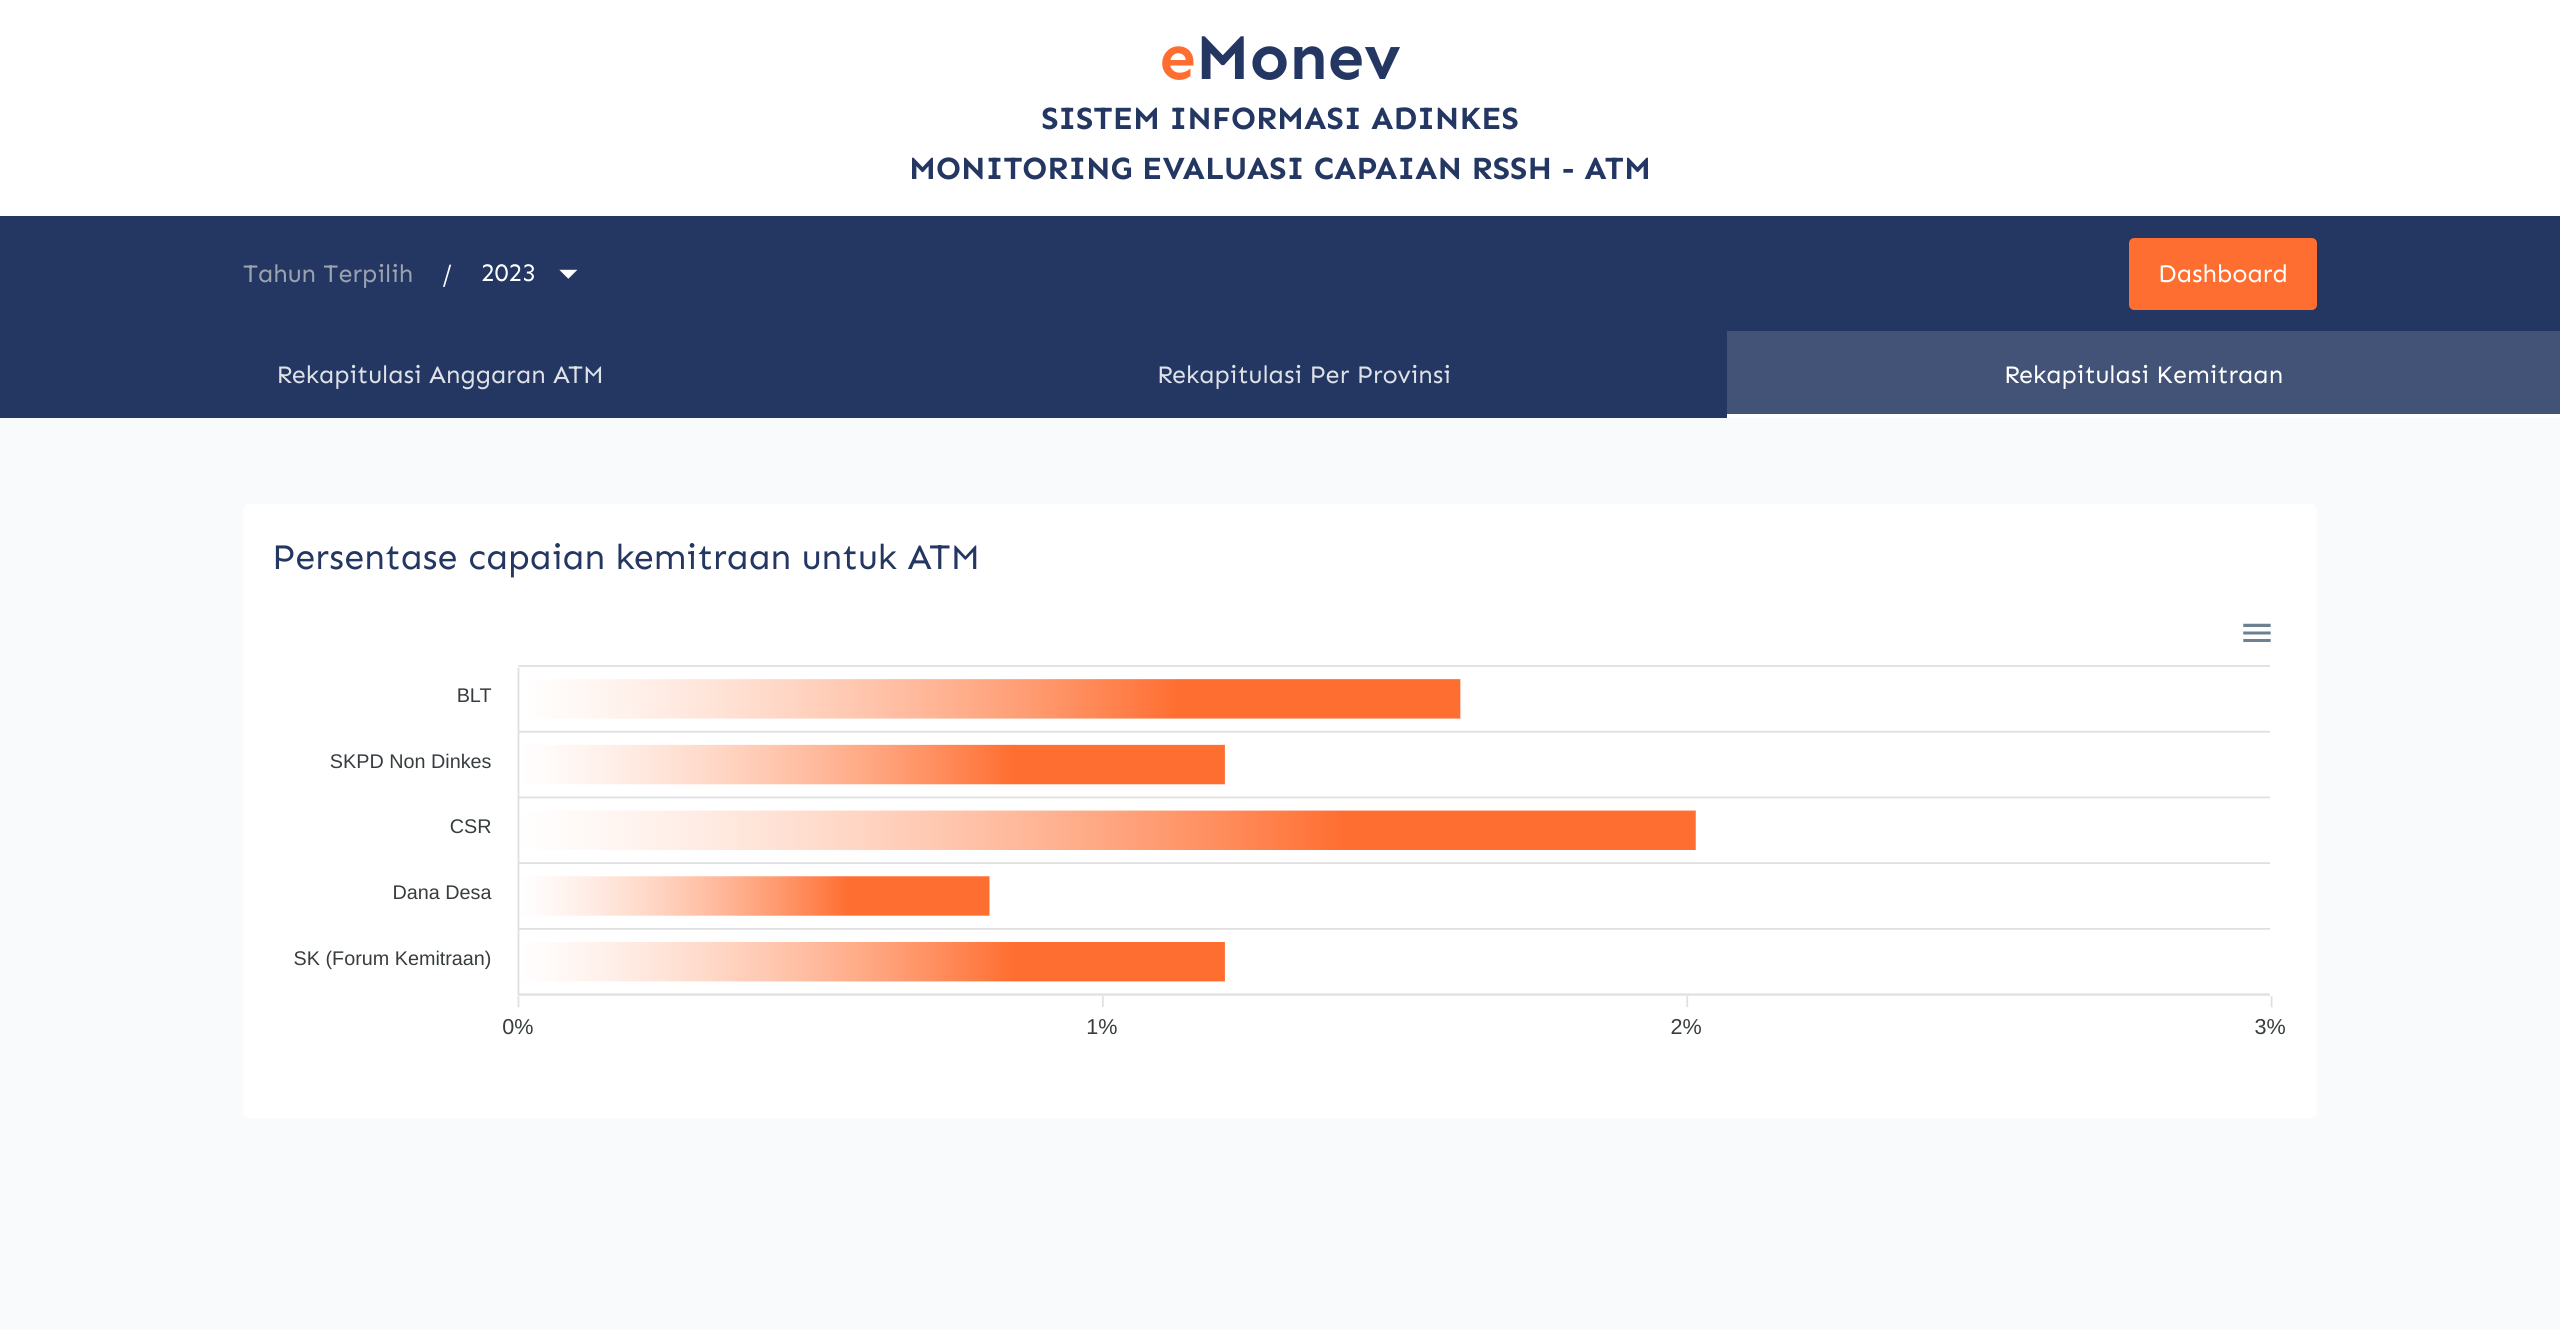 eMonev
SISTEM INFORMASI ADINKES
MONITORING EVALUASI CAPAIAN RSSH - ATM
Tahun Terpilih / 2023
Dashboard
Rekapitulasi Anggaran ATM
Rekapitulasi Per Provinsi
Rekapitulasi Kemitraan
Persentase capaian kemitraan untuk ATM
BLT
SKPD Non Dinkes
CSR
Dana Desa
SK (Forum Kemitraan)
0% 1% 2% 3%